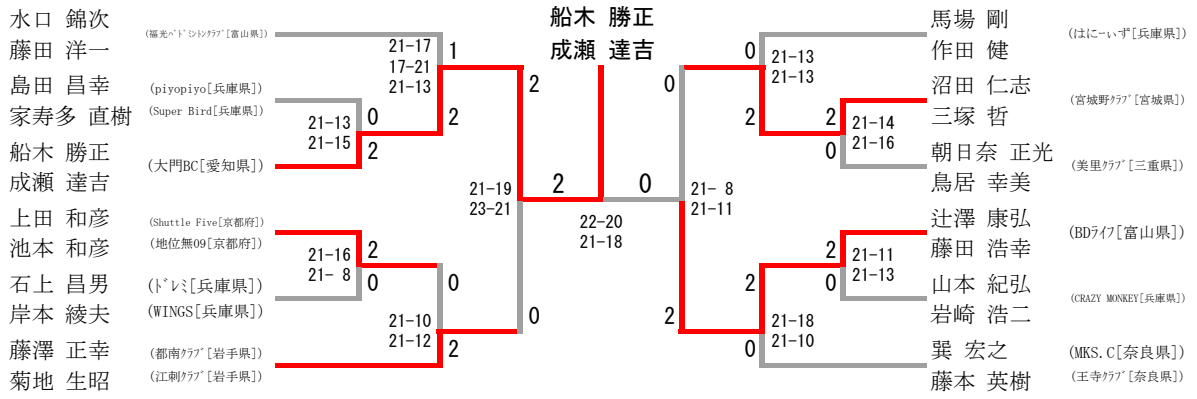 船木 勝正
成瀬 達吉
水口 錦次
藤田 洋一
(福光ﾊﾞﾄﾞﾐﾝﾄﾝｸﾗﾌﾞ[富山県])
島田 昌幸
(piyopiyo[兵庫県])
家寿多 直樹
(Super Bird[兵庫県])
船木 勝正
成瀬 達吉
(大門BC[愛知県])
上田 和彦
(Shuttle Five[京都府])
池本 和彦
(地位無09[京都府])
石上 昌男
(ﾄﾞﾚﾐ[兵庫県])
岸本 綾夫
(WINGS[兵庫県])
藤澤 正幸
(都南ｸﾗﾌﾞ[岩手県])
菊地 生昭
(江刺ｸﾗﾌﾞ[岩手県])
21-13
21-15
0
2
21-16
21- 8
2
0
21-17
17-21
21-13
1
2
21-10
21-12
0
2
21-19
23-21
2
0
2
0
22-20
21-18
0
2
21- 8
21-11
0
2
21-13
21-13
2
0
21-18
21-10
2
0
21-14
21-16
2
0
21-11
21-13
馬場 剛
作田 健
(はにーぃず[兵庫県])
沼田 仁志
三塚 哲
(宮城野ｸﾗﾌﾞ[宮城県])
朝日奈 正光
鳥居 幸美
(美里ｸﾗﾌﾞ[三重県])
辻澤 康弘
藤田 浩幸
(BDﾗｲﾌ[富山県])
山本 紀弘
岩崎 浩二
(CRAZY MONKEY[兵庫県])
巽 宏之
(MKS.C[奈良県])
藤本 英樹
(王寺ｸﾗﾌﾞ[奈良県])